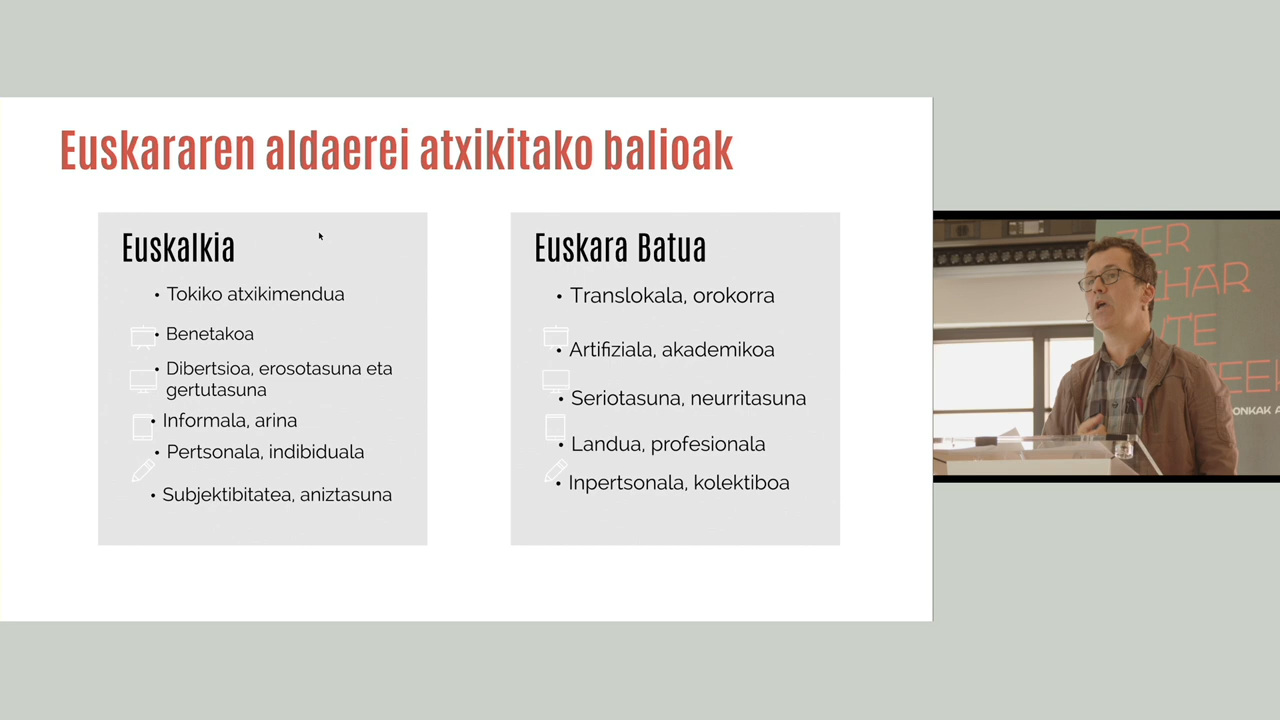 Euskararen aldaerei atxikitako balioak
Euskalkia
• Tokiko atxikimendua
• Benetakoa
• Dibertsioa, erosotasuna eta
gertutasuna
• Informala, arina
• Pertsonala, indibiduala
• Subjektibitatea, aniztasuna
Euskara Batua
• Translokala, orokorra
• Artifiziala, akademikoa
• Seriotasuna, neurritasuna
• Landua, profesionala
• Inpertsonala, kolektiboa
ZER